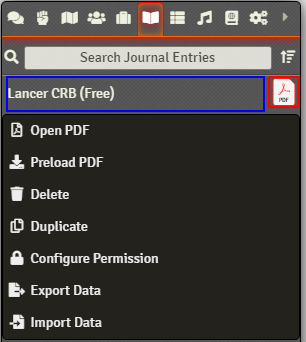 Search Journal Entries
Lancer CRB (Free)
PDF
Open PDF
Preload PDF
Delete
Duplicate
Configure Permission
Export Data
Import Data